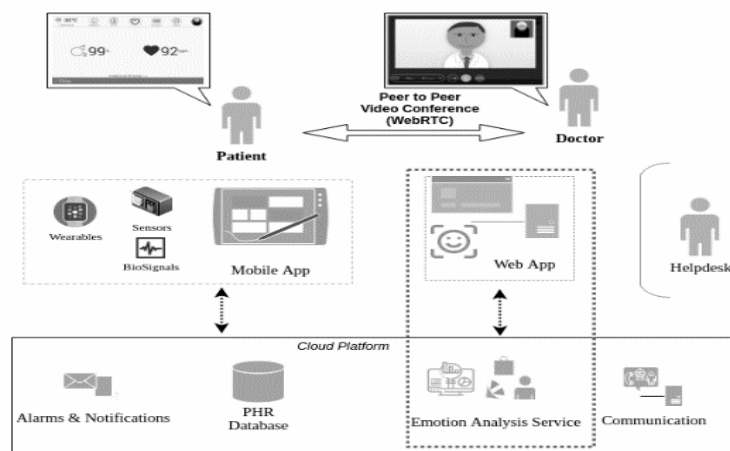 99
92
Peer to Peer
Video Conference
(WebRTC)
Patient
Doctor
Wearables
Sensors
BioSignals
Mobile App
Web App
Helpdesk
Cloud Platform
Alarms & Notifications
PHR
Database
Emotion Analysis Service
Communication